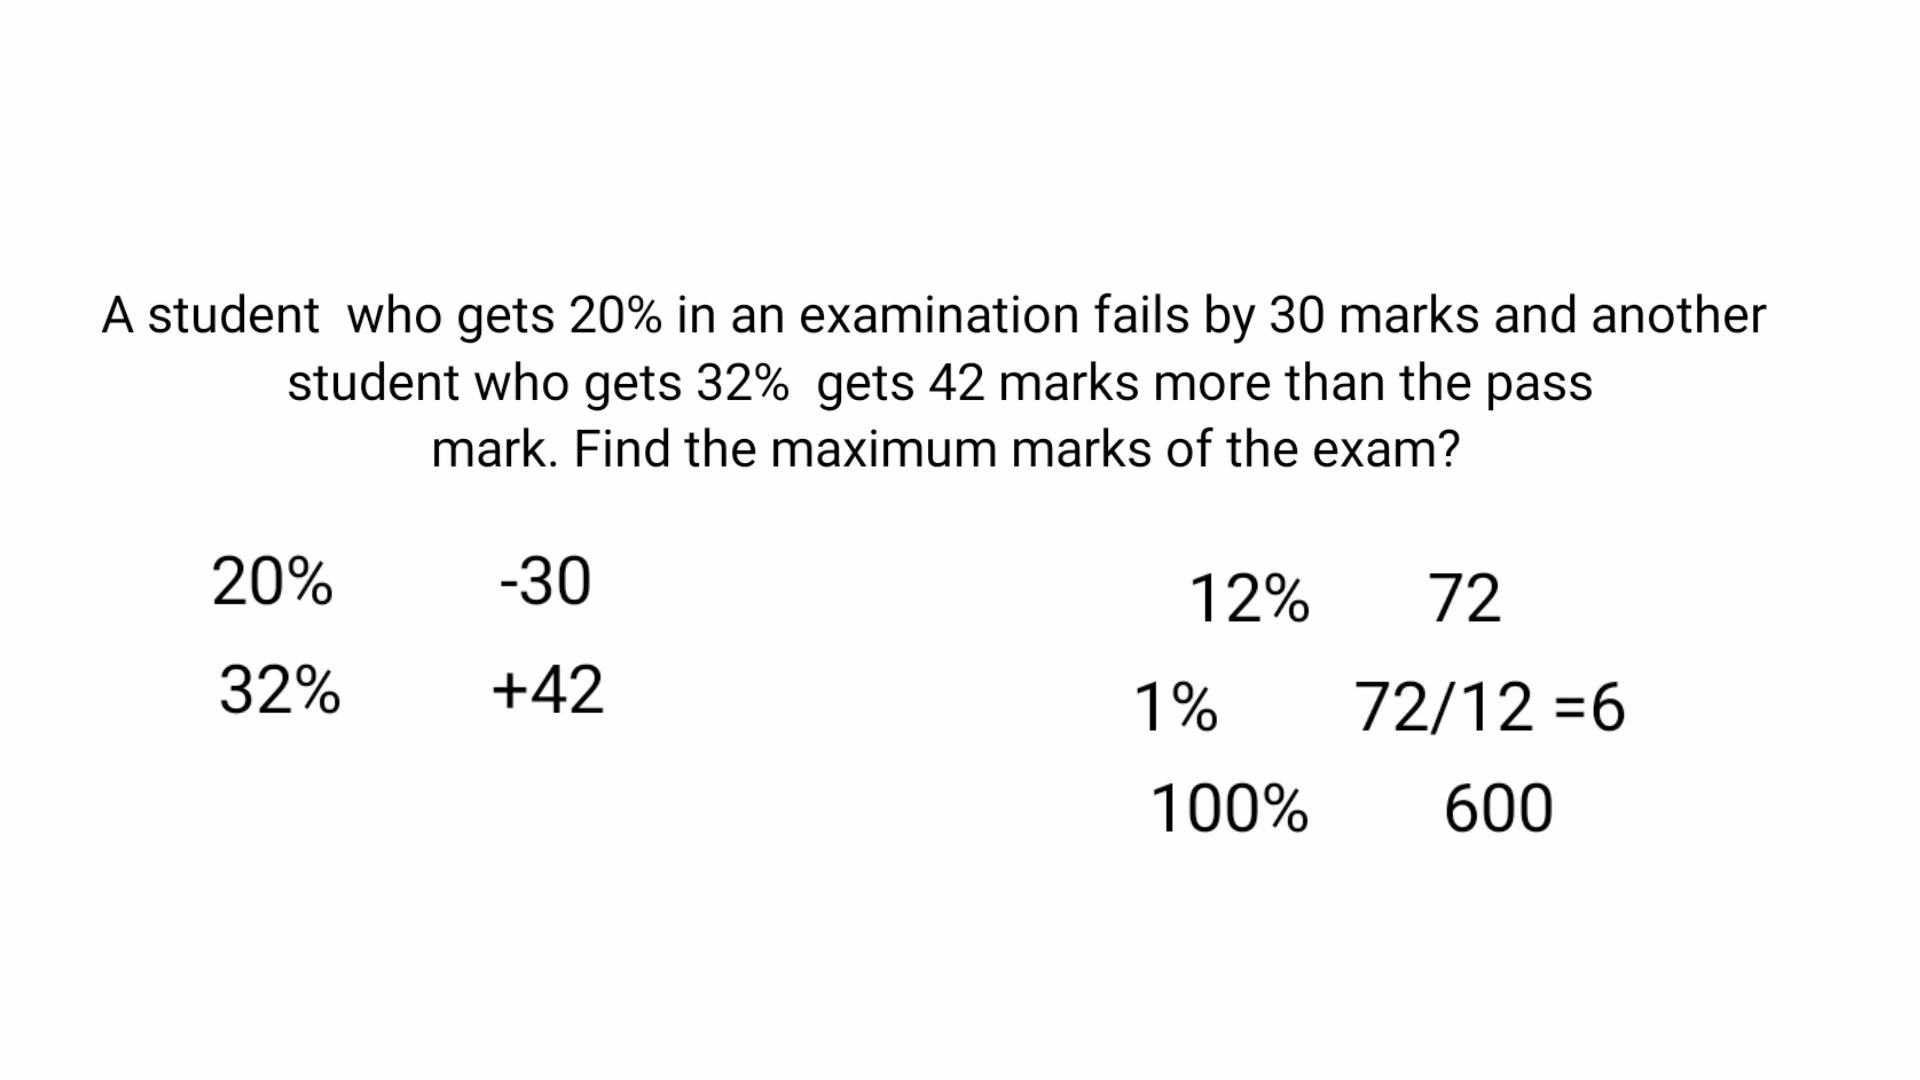 A student who gets 20% in an examination fails by 30 marks and another
student who gets 32% gets 42 marks more than the pass
mark. Find the maximum marks of the exam?
20% -30
32% +42
12% 72
1% 72/12 =6
100% 600